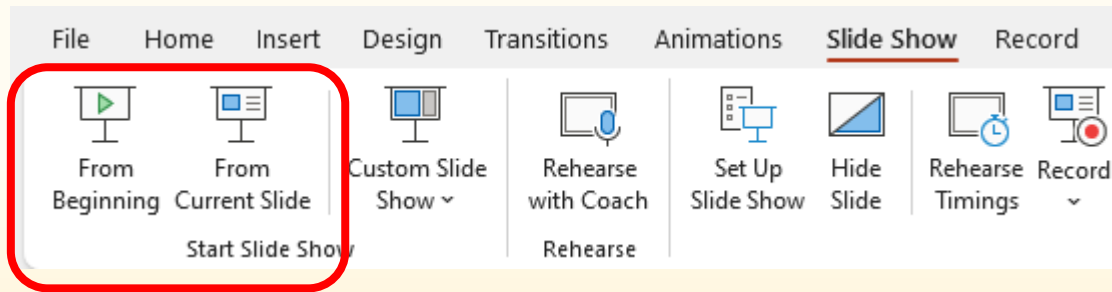 File Home Insert Design Transitions Animations Slide Show Record
From Beginning
From Current Slide
Custom Slide Show
Rehearse with Coach
Set Up Slide Show
Hide Slide
Rehearse Timings
Record
Start Slide Show
Rehearse